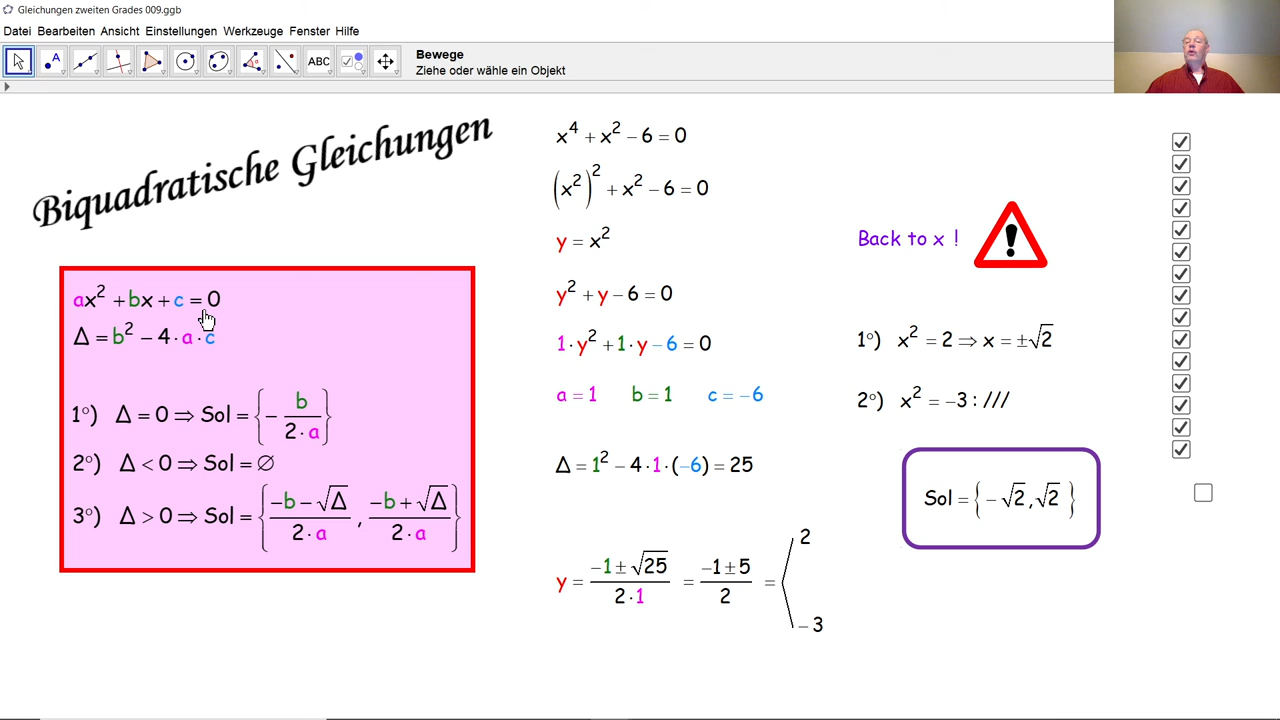 Gleichungen zweiten Grades 009.ggb
Datei Bearbeiten Ansicht Einstellungen Werkzeuge Fenster Hilfe
A
ABC
a=2
Bewege
Ziehe oder wähle ein Objekt
Biquadratische Gleichungen
ax² + bx + c = 0
Δ = b² − 4 · a · c
1°) Δ = 0 ⇒ Sol = { − b / (2 · a) }
2°) Δ < 0 ⇒ Sol = ∅
3°) Δ > 0 ⇒ Sol = { (−b − √Δ) / (2 · a) , (−b + √Δ) / (2 · a) }
x⁴ + x² − 6 = 0
(x²)² + x² − 6 = 0
y = x²
y² + y − 6 = 0
1 · y² + 1 · y − 6 = 0
a = 1 b = 1 c = −6
Δ = 1² − 4 · 1 · (−6) = 25
y = (−1 ± √25) / (2 · 1) = (−1 ± 5) / 2 = 2
− 3
Back to x !
1°) x² = 2 ⇒ x = ±√2
2°) x² = −3 : ///
Sol = { −√2 , √2 }